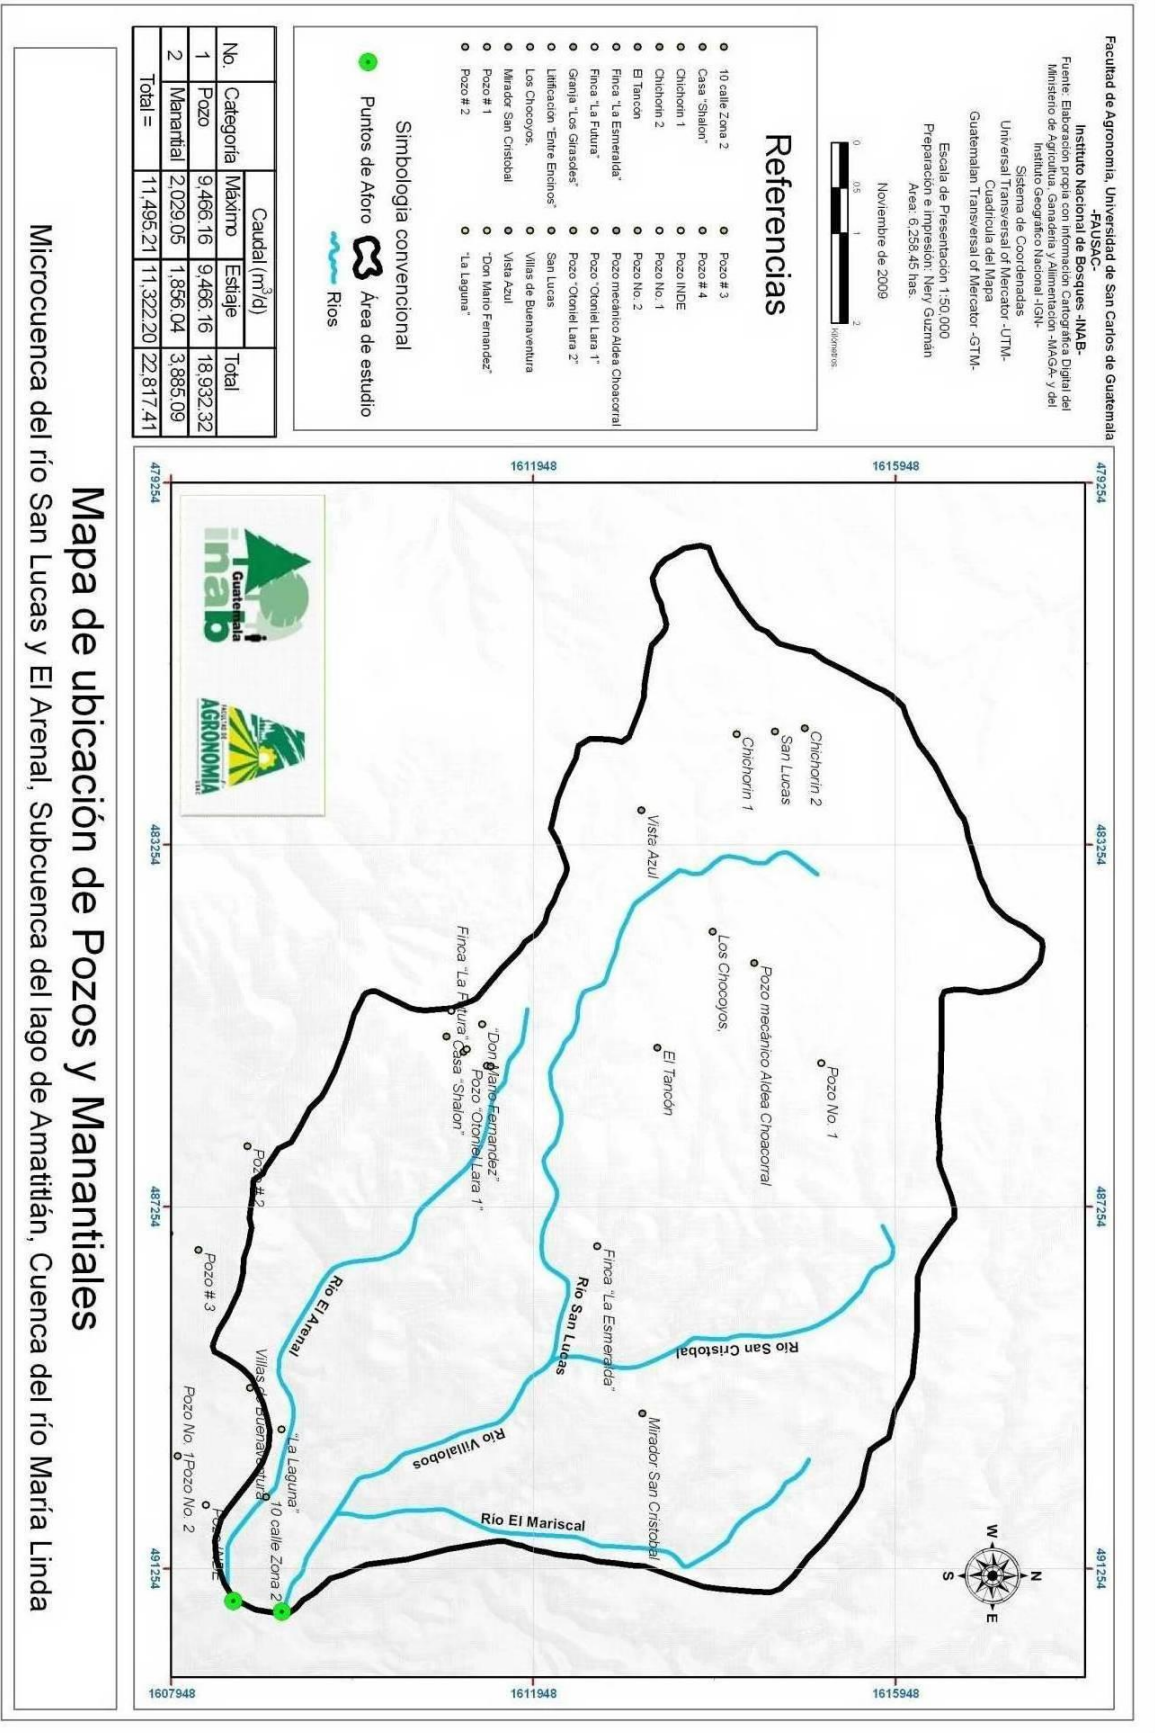 Mapa de ubicación de Pozos y Manantiales
Microcuenca del río San Lucas y El Arenal, Subcuenca del lago de Amatitlán, Cuenca del río María Linda
479254
483254
487254
491254
1615948
1611948
1607948
1615948
1611948
479254
483254
487254
491254
N
W
E
S
Chichorin 2
San Lucas
Chichorin 1
Vista Azul
Los Chocoyos,
Pozo mecánico Aldea Choacorral
Pozo No. 1
El Tancón
Finca "La Esmeralda"
Río San Cristobal
Río San Lucas
Mirador San Cristobal
Río El Mariscal
Río Villalobos
Río El Arenal
Finca "La Futura"
Casa "Shalon"
"Don Mario Fernandez"
Pozo "Otoniel Lara 1"
Pozo # 2
Pozo # 3
Villas de Buenaventura
"La Laguna"
10 calle Zona 2
Pozo No. 1
Pozo No. 2
Pozo INDE
Guatemala
inab
FACULTAD DE
AGRONOMIA
Facultad de Agronomía, Universidad de San Carlos de Guatemala
-FAUSAC-
Instituto Nacional de Bosques -INAB-
Fuente: Elaboración propia con información Cartográfica Digital del
Ministerio de Agricultua, Ganadería y Alimentación -MAGA- y del
Instituto Geográfico Nacional -IGN-
Sistema de Coordenadas
Universal Transversal of Mercator -UTM-
Cuadricula del Mapa
Guatemalan Transversal of Mercator -GTM-
Escala de Presentación 1:50,000
Preparación e impresión: Nery Guzmán
Area: 6,258.45 has.
Noviembre de 2009
0 0.5 1 2
Kilómetros
Referencias
10 calle Zona 2
Casa "Shalon"
Chichorin 1
Chichorin 2
El Tancón
Finca "La Esmeralda"
Finca "La Futura"
Granja "Los Girasoles"
Litificación "Entre Encinos"
Los Chocoyos,
Mirador San Cristobal
Pozo # 1
Pozo # 2
Pozo # 3
Pozo # 4
Pozo INDE
Pozo No. 1
Pozo No. 2
Pozo mecánico Aldea Choacorral
Pozo "Otoniel Lara 1"
Pozo "Otoniel Lara 2"
San Lucas
Villas de Buenaventura
Vista Azul
"Don Mario Fernandez"
"La Laguna"
Simbologia convencional
Puntos de Aforo
Área de estudio
Rios
No. Categoría Caudal (m³/d)
Máximo Estiaje Total
1 Pozo 9,466.16 9,466.16 18,932.32
2 Manantial 2,029.05 1,856.04 3,885.09
Total = 11,495.21 11,322.20 22,817.41